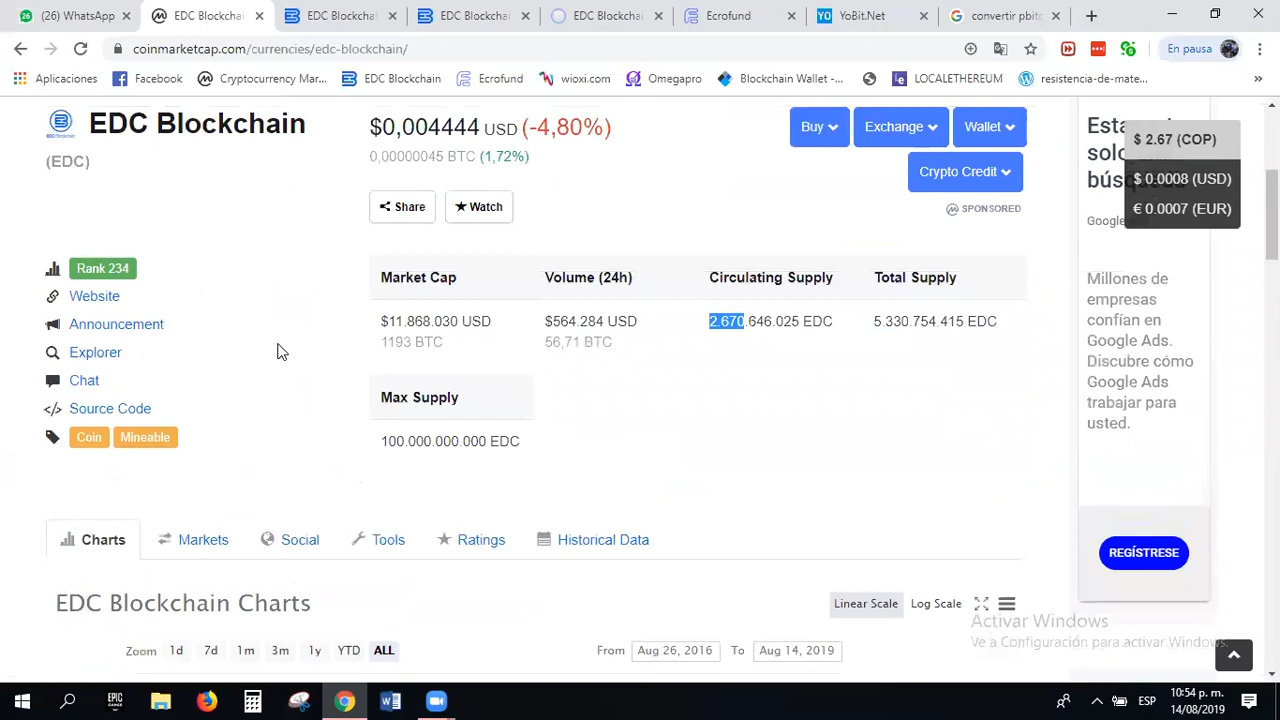 (26) WhatsApp
EDC Blockcha
EDC Blockchai
EDC Blockchai
EDC Blockchai
Ecrofund
YoBit.Net
convertir pbitc
coinmarketcap.com/currencies/edc-blockchain/
En pausa
Aplicaciones
Facebook
Cryptocurrency Mar...
EDC Blockchain
Ecrofund
wioxi.com
Omegapro
Blockchain Wallet -...
LOCALETHEREUM
resistencia-de-mate...
EDC Blockchain
(EDC)
$0,004444 USD (-4,80%)
0,00000045 BTC (1,72%)
Share
Watch
Buy
Exchange
Wallet
Crypto Credit
SPONSORED
Rank 234
Website
Announcement
Explorer
Chat
Source Code
Coin Mineable
Market Cap Volume (24h) Circulating Supply Total Supply
$11.868.030 USD $564.284 USD 2.670.646.025 EDC 5.330.754.415 EDC
1193 BTC 56,71 BTC
Max Supply
100.000.000.000 EDC
Charts Markets Social Tools Ratings Historical Data
EDC Blockchain Charts
Linear Scale Log Scale
Zoom 1d 7d 1m 3m 1y YTD ALL
From Aug 26, 2016 To Aug 14, 2019
$ 2.67 (COP)
$ 0.0008 (USD)
€ 0.0007 (EUR)
solo
Google
Millones de
empresas
confían en
Google Ads.
Discubre cómo
Google Ads
trabajar para
usted.
REGÍSTRESE
Activar Windows
Ve a Configuración para activar Windows.
EPIC
GAMES
ESP
10:54 p. m.
14/08/2019